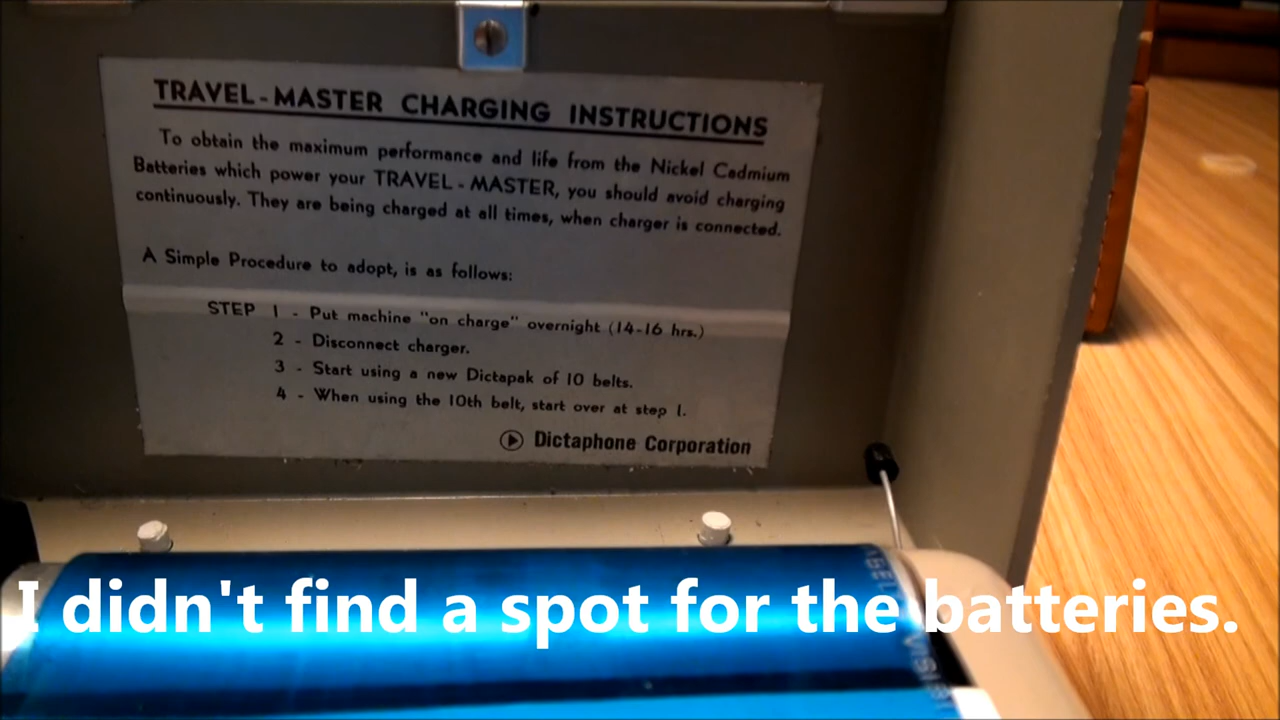 TRAVEL-MASTER CHARGING INSTRUCTIONS
To obtain the maximum performance and life from the Nickel Cadmium
Batteries which power your TRAVEL-MASTER, you should avoid charging
continuously. They are being charged at all times, when charger is connected.
A Simple Procedure to adopt, is as follows:
STEP 1 - Put machine "on charge" overnight (14-16 hrs.)
2 - Disconnect charger.
3 - Start using a new Dictapak of 10 belts.
4 - When using the 10th belt, start over at step 1.
Dictaphone Corporation
I didn't find a spot for the batteries.